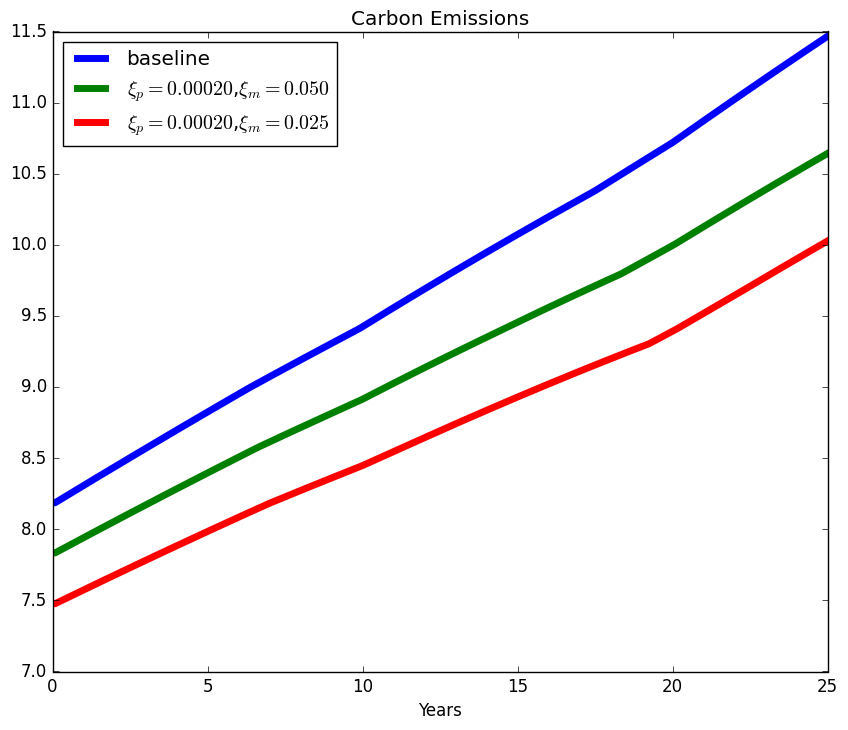 Carbon Emissions
11.5
11.0
10.5
10.0
9.5
9.0
8.5
8.0
7.5
7.0
baseline
ξₚ = 0.00020,ξₘ = 0.050
ξₚ = 0.00020,ξₘ = 0.025
0 5 10 15 20 25
Years